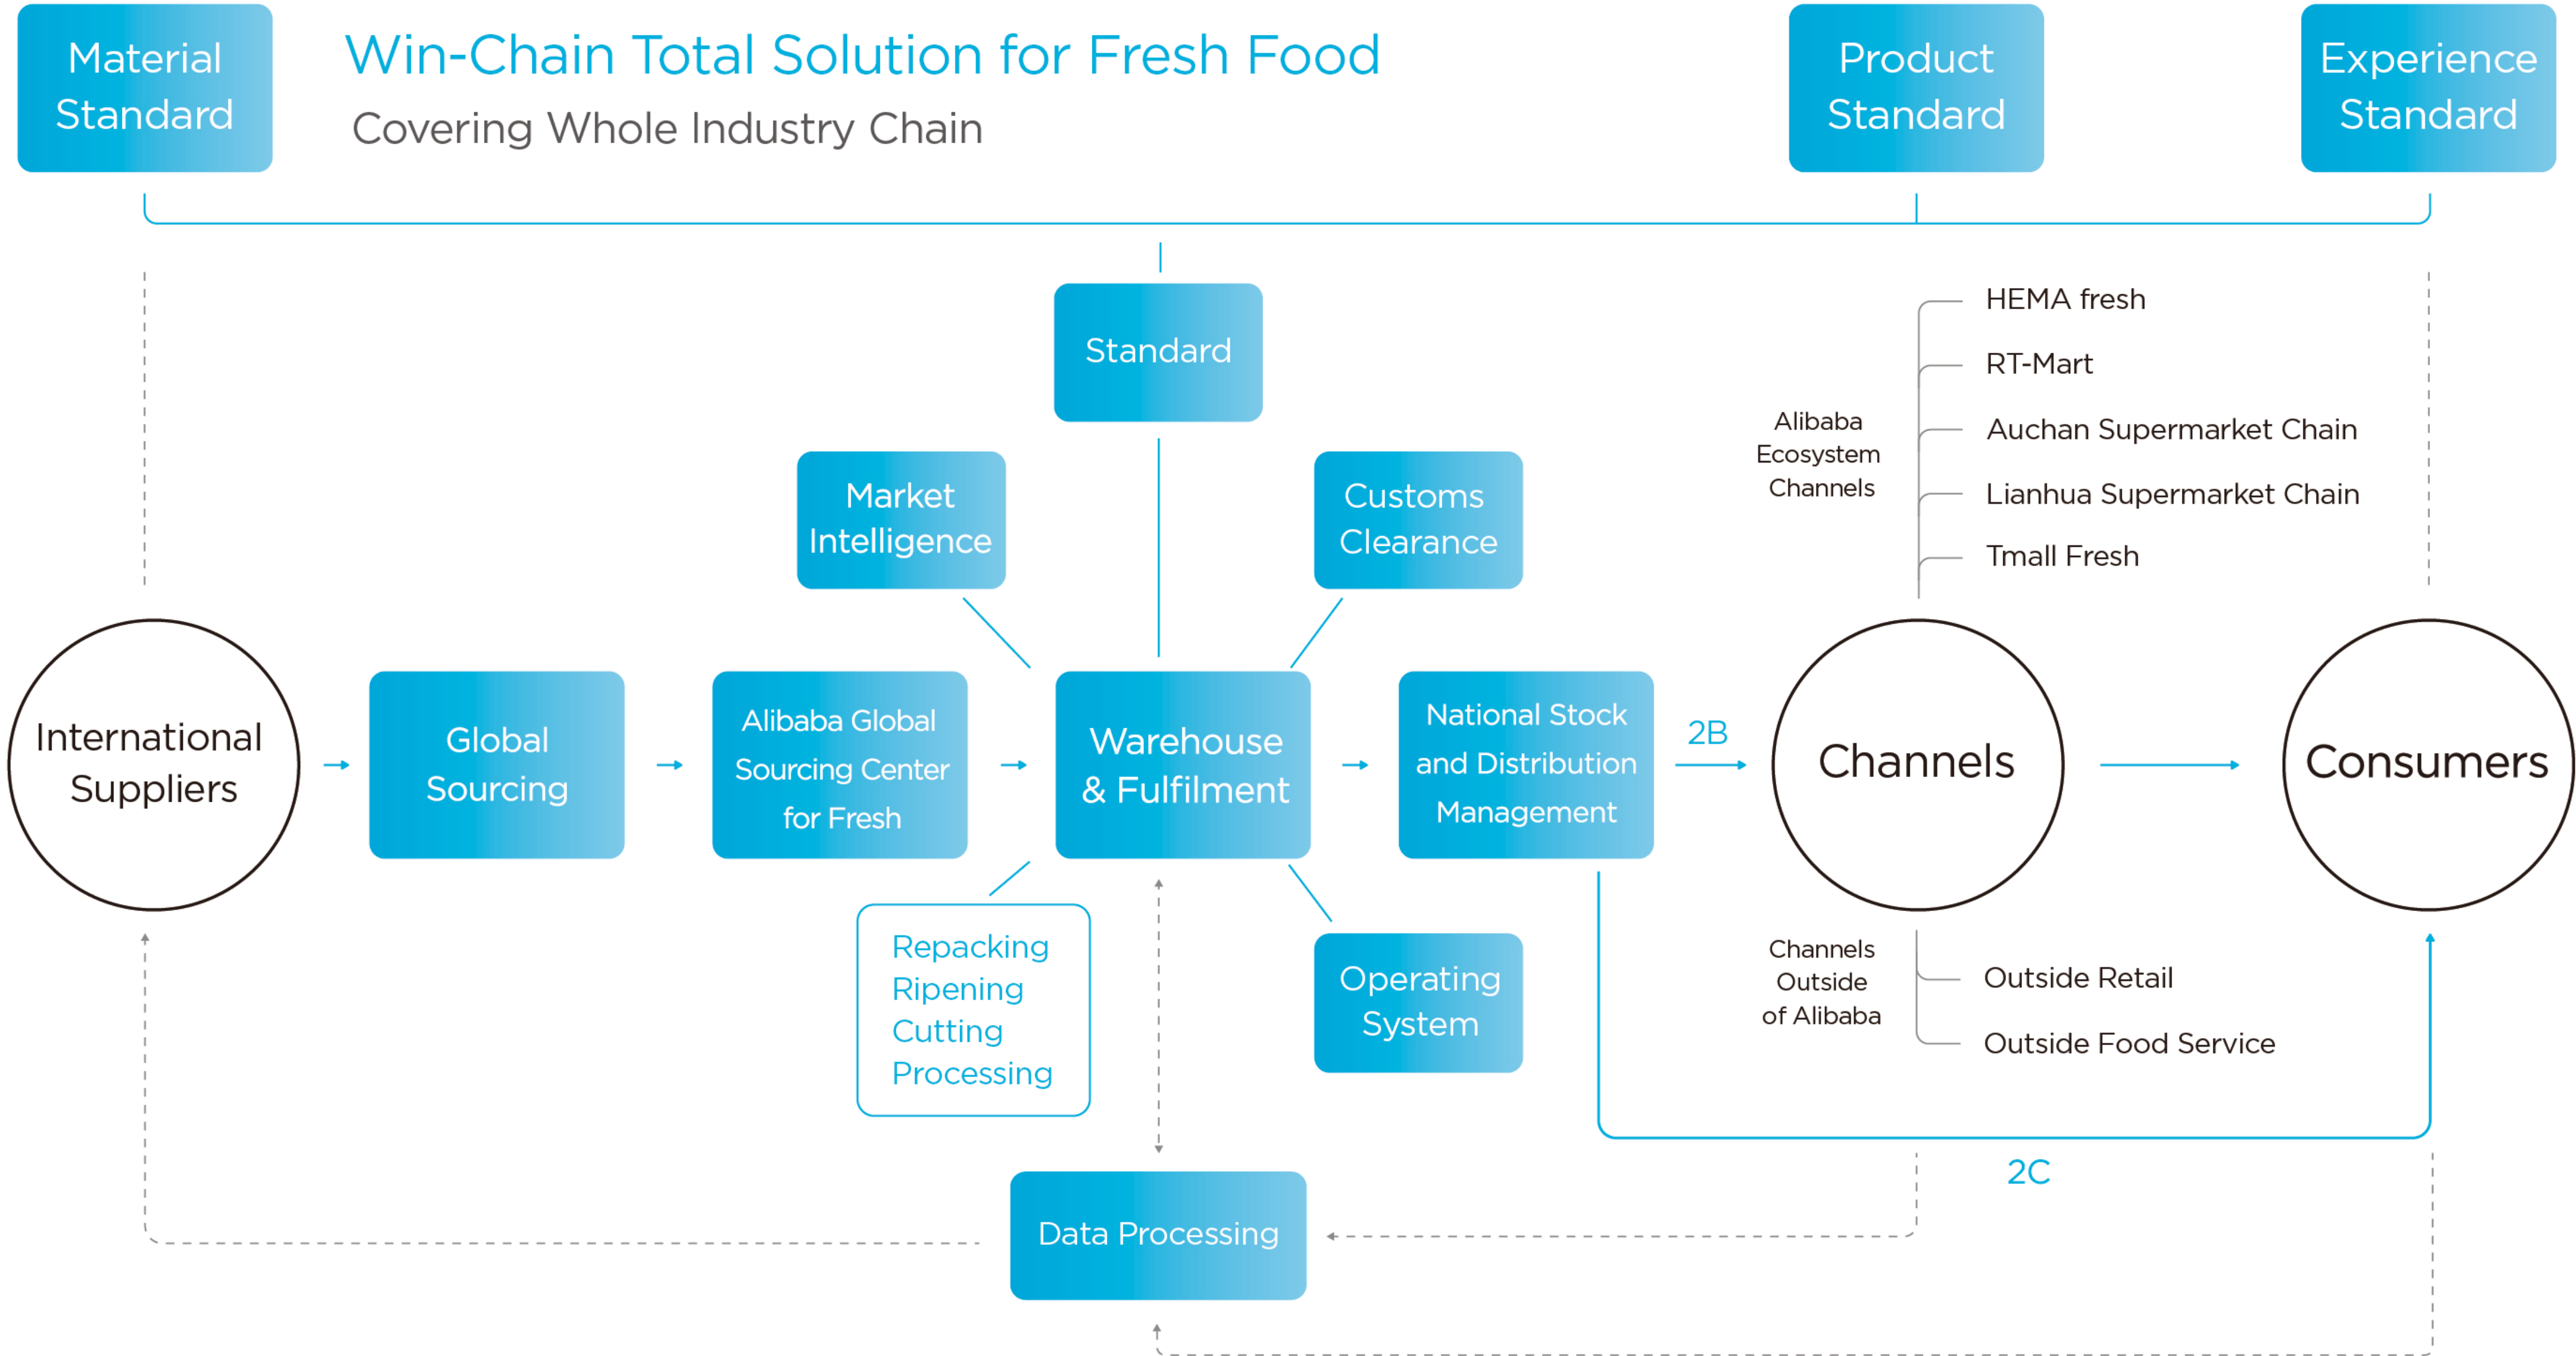 Material
Standard
Win-Chain Total Solution for Fresh Food
Covering Whole Industry Chain
Product
Standard
Experience
Standard
Standard
Market
Intelligence
Customs
Clearance
Alibaba
Ecosystem
Channels
HEMA fresh
RT-Mart
Auchan Supermarket Chain
Lianhua Supermarket Chain
Tmall Fresh
International
Suppliers
Global
Sourcing
Alibaba Global
Sourcing Center
for Fresh
Warehouse
& Fulfilment
National Stock
and Distribution
Management
2B
Channels
Consumers
Repacking
Ripening
Cutting
Processing
Operating
System
Channels
Outside
of Alibaba
Outside Retail
Outside Food Service
2C
Data Processing